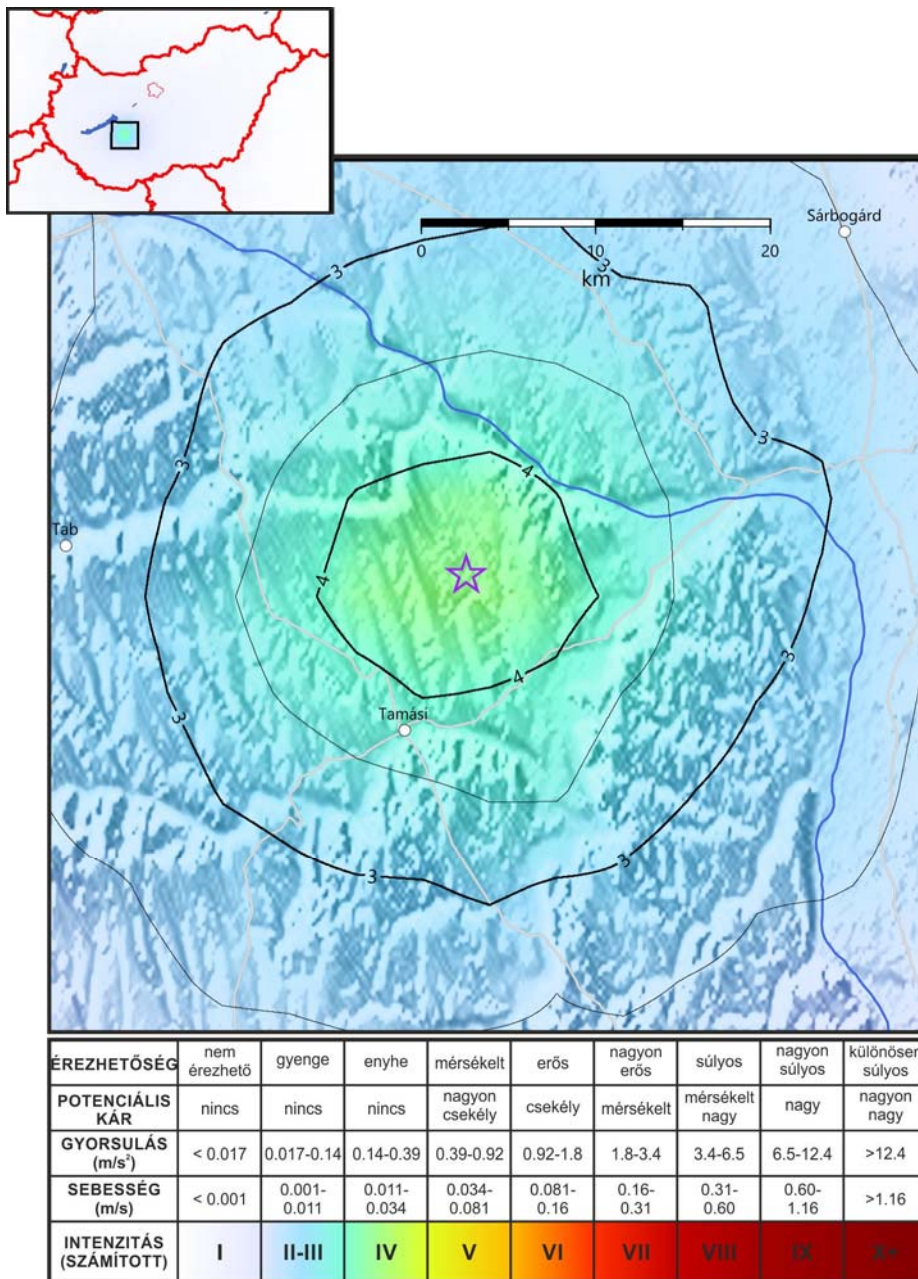 Sárbogárd
0
10
20
km
3
3
3
3
4
Tab
4
3
4
Tamási
3
3
3
ÉREZHETŐSÉG nem érezhető gyenge enyhe mérsékelt erős nagyon erős súlyos nagyon súlyos különösen súlyos
POTENCIÁLIS KÁR nincs nincs nincs nagyon csekély csekély mérsékelt mérsékelt nagy nagy nagyon nagy
GYORSULÁS (m/s²) < 0.017 0.017-0.14 0.14-0.39 0.39-0.92 0.92-1.8 1.8-3.4 3.4-6.5 6.5-12.4 >12.4
SEBESSÉG (m/s) < 0.001 0.001-0.011 0.011-0.034 0.034-0.081 0.081-0.16 0.16-0.31 0.31-0.60 0.60-1.16 >1.16
INTENZITÁS (SZÁMÍTOTT) I II-III IV V VI VII VIII IX X+